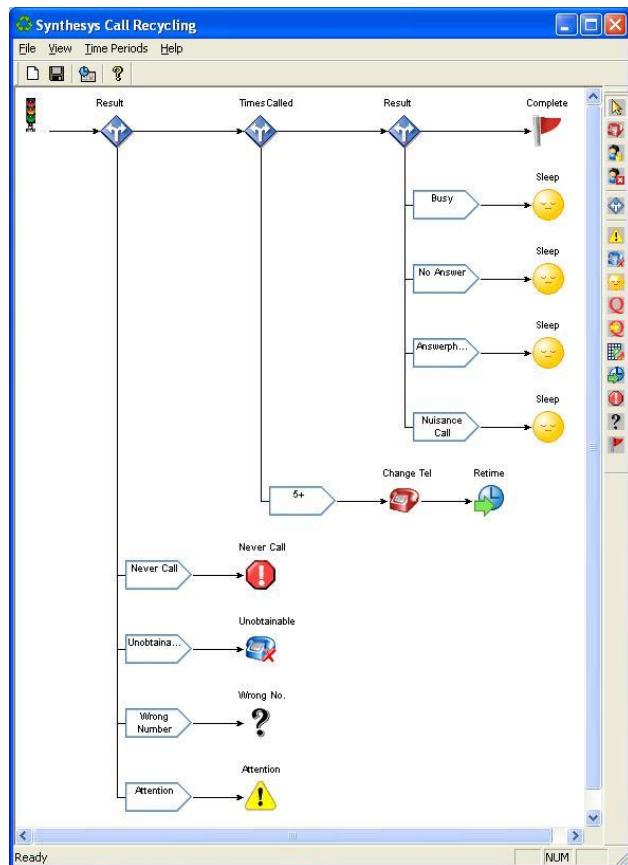 Synthesys Call Recycling
File View Time Periods Help
Result
TimesCalled
Result
Complete
Busy
Sleep
No Answer
Sleep
Answerph...
Sleep
Nuisance
Call
Sleep
5+
Change Tel
Retime
Never Call
Never Call
Unobtaina...
Unobtainable
Wrong
Number
Wrong No.
Attention
Attention
Ready
NUM